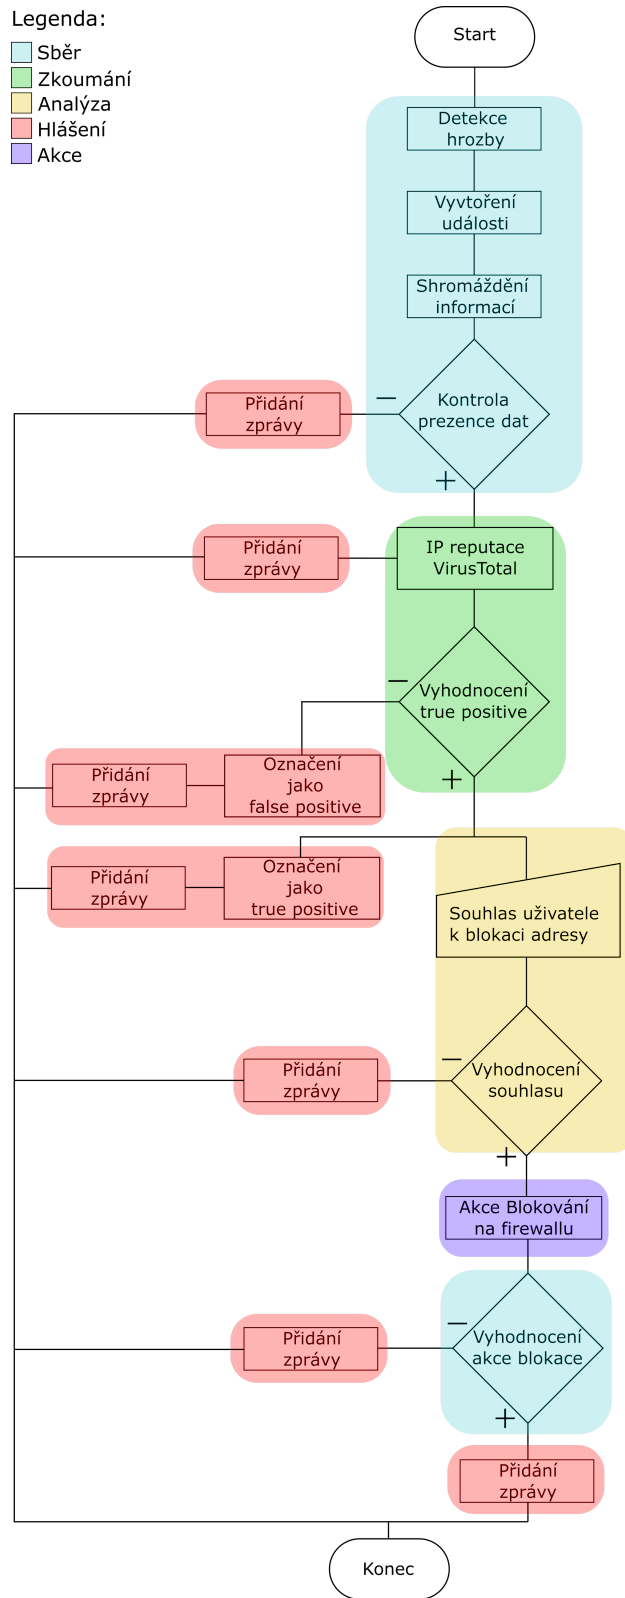 Legenda:
Sběr
Zkoumání
Analýza
Hlášení
Akce
Start
Detekce
hrozby
Vyvtoření
události
Shromáždění
informací
Kontrola
prezence dat
Přidání
zprávy
IP reputace
VirusTotal
Přidání
zprávy
Vyhodnocení
true positive
Označení
jako
false positive
Přidání
zprávy
Označení
jako
true positive
Přidání
zprávy
Souhlas uživatele
k blokaci adresy
Vyhodnocení
souhlasu
Přidání
zprávy
Akce Blokování
na firewallu
Vyhodnocení
akce blokace
Přidání
zprávy
Přidání
zprávy
Konec